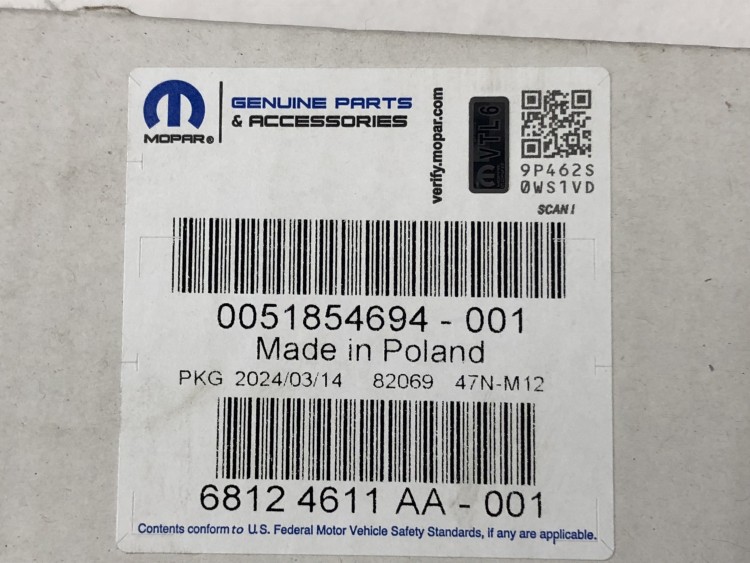 MOPAR®
GENUINE PARTS
& ACCESSORIES
verify.mopar.com
VTL6
9P462S
0WS1VD
SCAN!
0051854694 - 001
Made in Poland
PKG 2024/03/14 82069 47N-M12
6812 4611 AA - 001
Contents conform to U.S. Federal Motor Vehicle Safety Standards, if any are applicable.